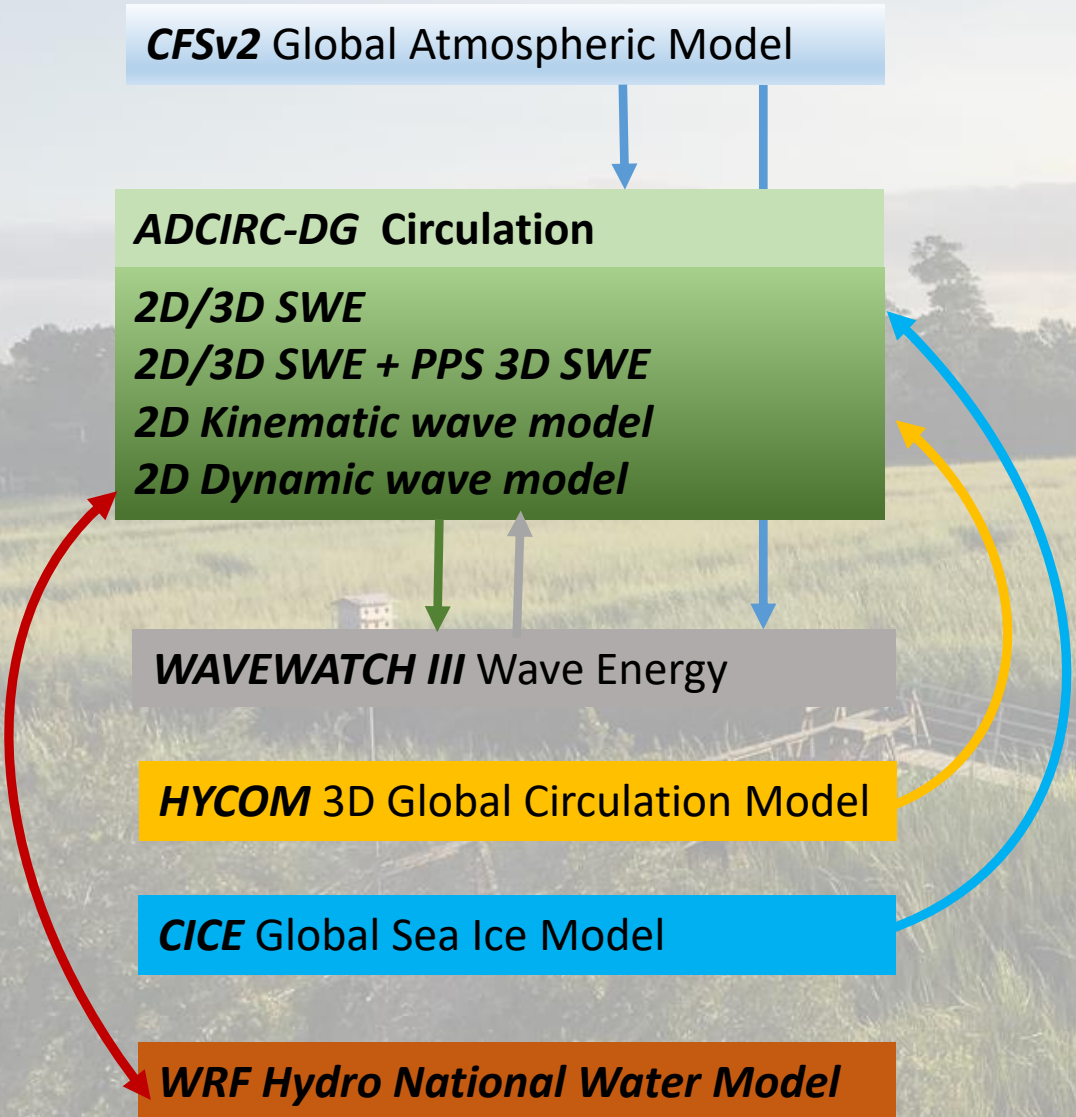 CFSv2 Global Atmospheric Model
ADCIRC-DG Circulation
2D/3D SWE
2D/3D SWE + PPS 3D SWE
2D Kinematic wave model
2D Dynamic wave model
WAVEWATCH III Wave Energy
HYCOM 3D Global Circulation Model
CICE Global Sea Ice Model
WRF Hydro National Water Model